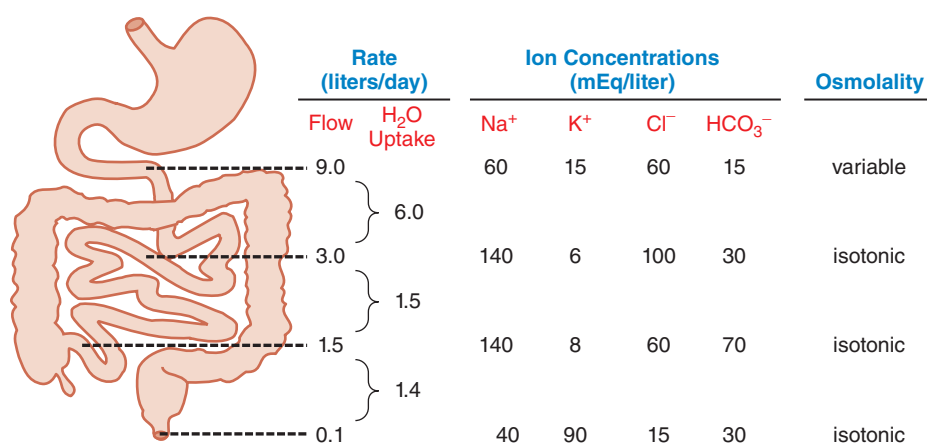 Rate Ion Concentrations
(liters/day) (mEq/liter) Osmolality
Flow H₂O Uptake Na⁺ K⁺ Cl⁻ HCO₃⁻
9.0 60 15 60 15 variable
6.0
3.0 140 6 100 30 isotonic
1.5
1.5 140 8 60 70 isotonic
1.4
0.1 40 90 15 30 isotonic